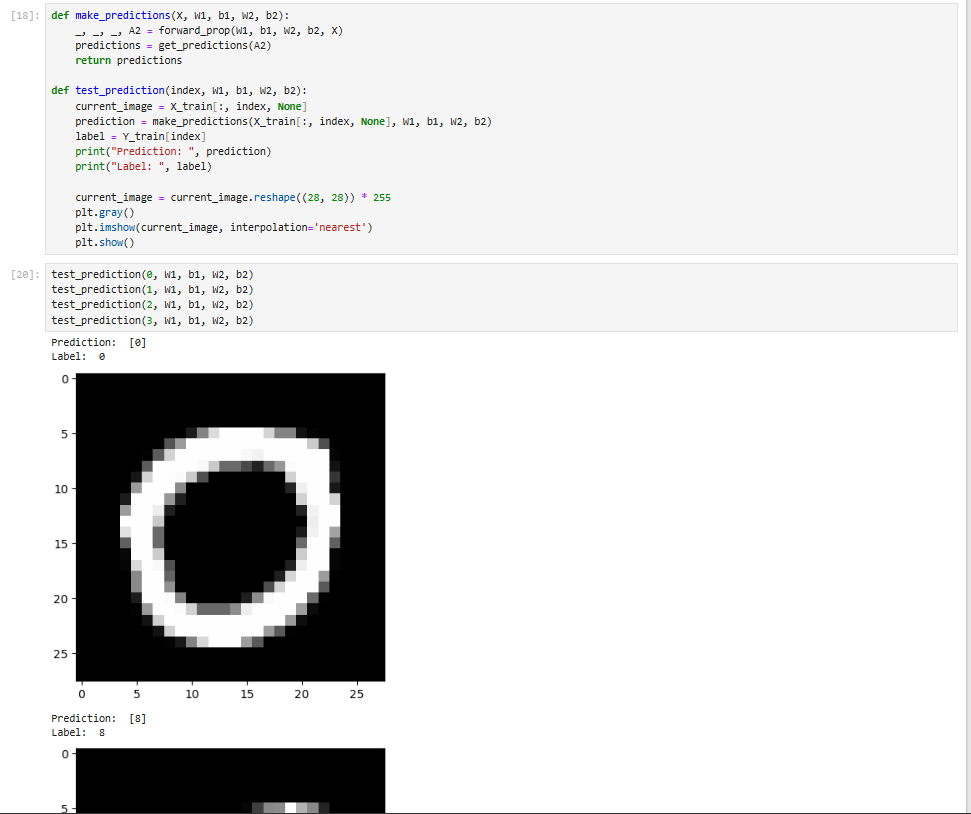 [18]: def make_predictions(X, W1, b1, W2, b2):
    _, _, _, A2 = forward_prop(W1, b1, W2, b2, X)
    predictions = get_predictions(A2)
    return predictions

def test_prediction(index, W1, b1, W2, b2):
    current_image = X_train[:, index, None]
    prediction = make_predictions(X_train[:, index, None], W1, b1, W2, b2)
    label = Y_train[index]
    print("Prediction: ", prediction)
    print("Label: ", label)

    current_image = current_image.reshape((28, 28)) * 255
    plt.gray()
    plt.imshow(current_image, interpolation='nearest')
    plt.show()

[20]: test_prediction(0, W1, b1, W2, b2)
test_prediction(1, W1, b1, W2, b2)
test_prediction(2, W1, b1, W2, b2)
test_prediction(3, W1, b1, W2, b2)
Prediction:  [0]
Label:  0
0
5
10
15
20
25
0 5 10 15 20 25
Prediction:  [8]
Label:  8
0
5